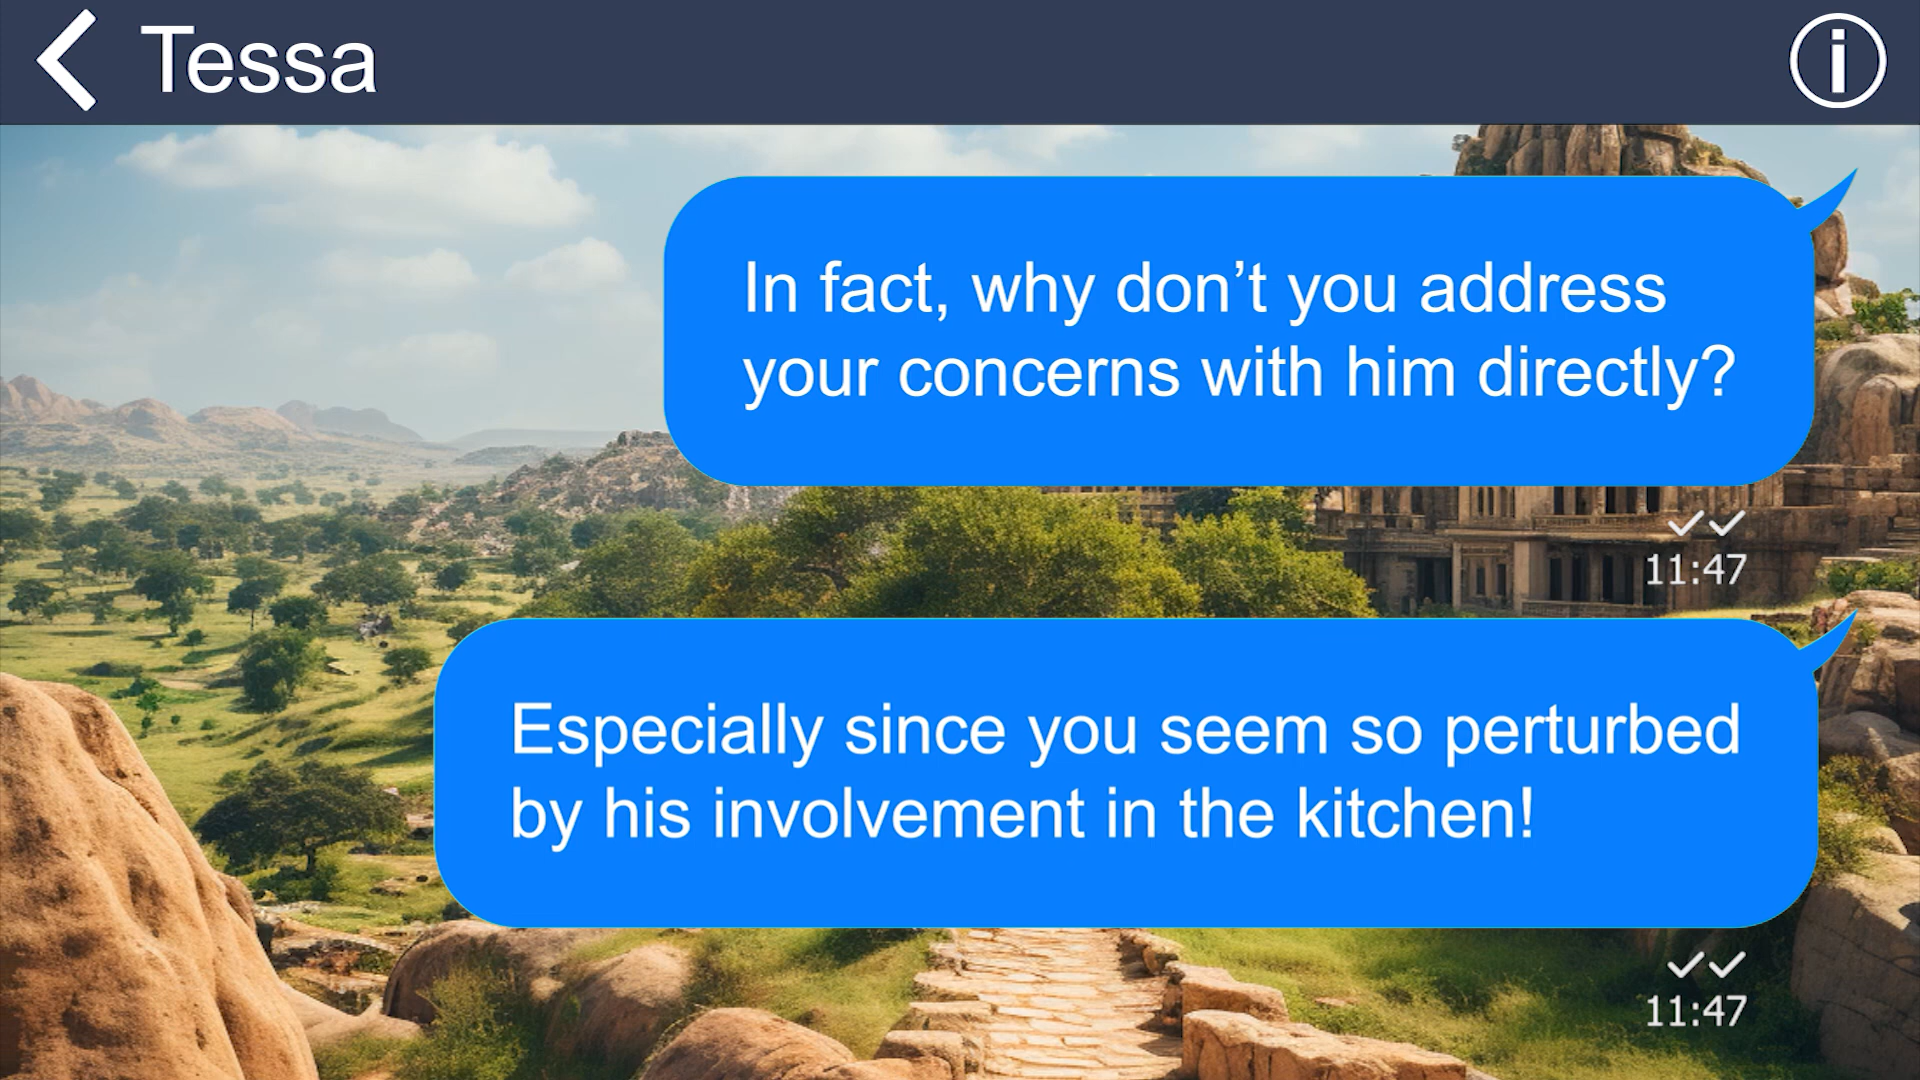 Tessa
In fact, why don’t you address
your concerns with him directly?
11:47
Especially since you seem so perturbed
by his involvement in the kitchen!
11:47